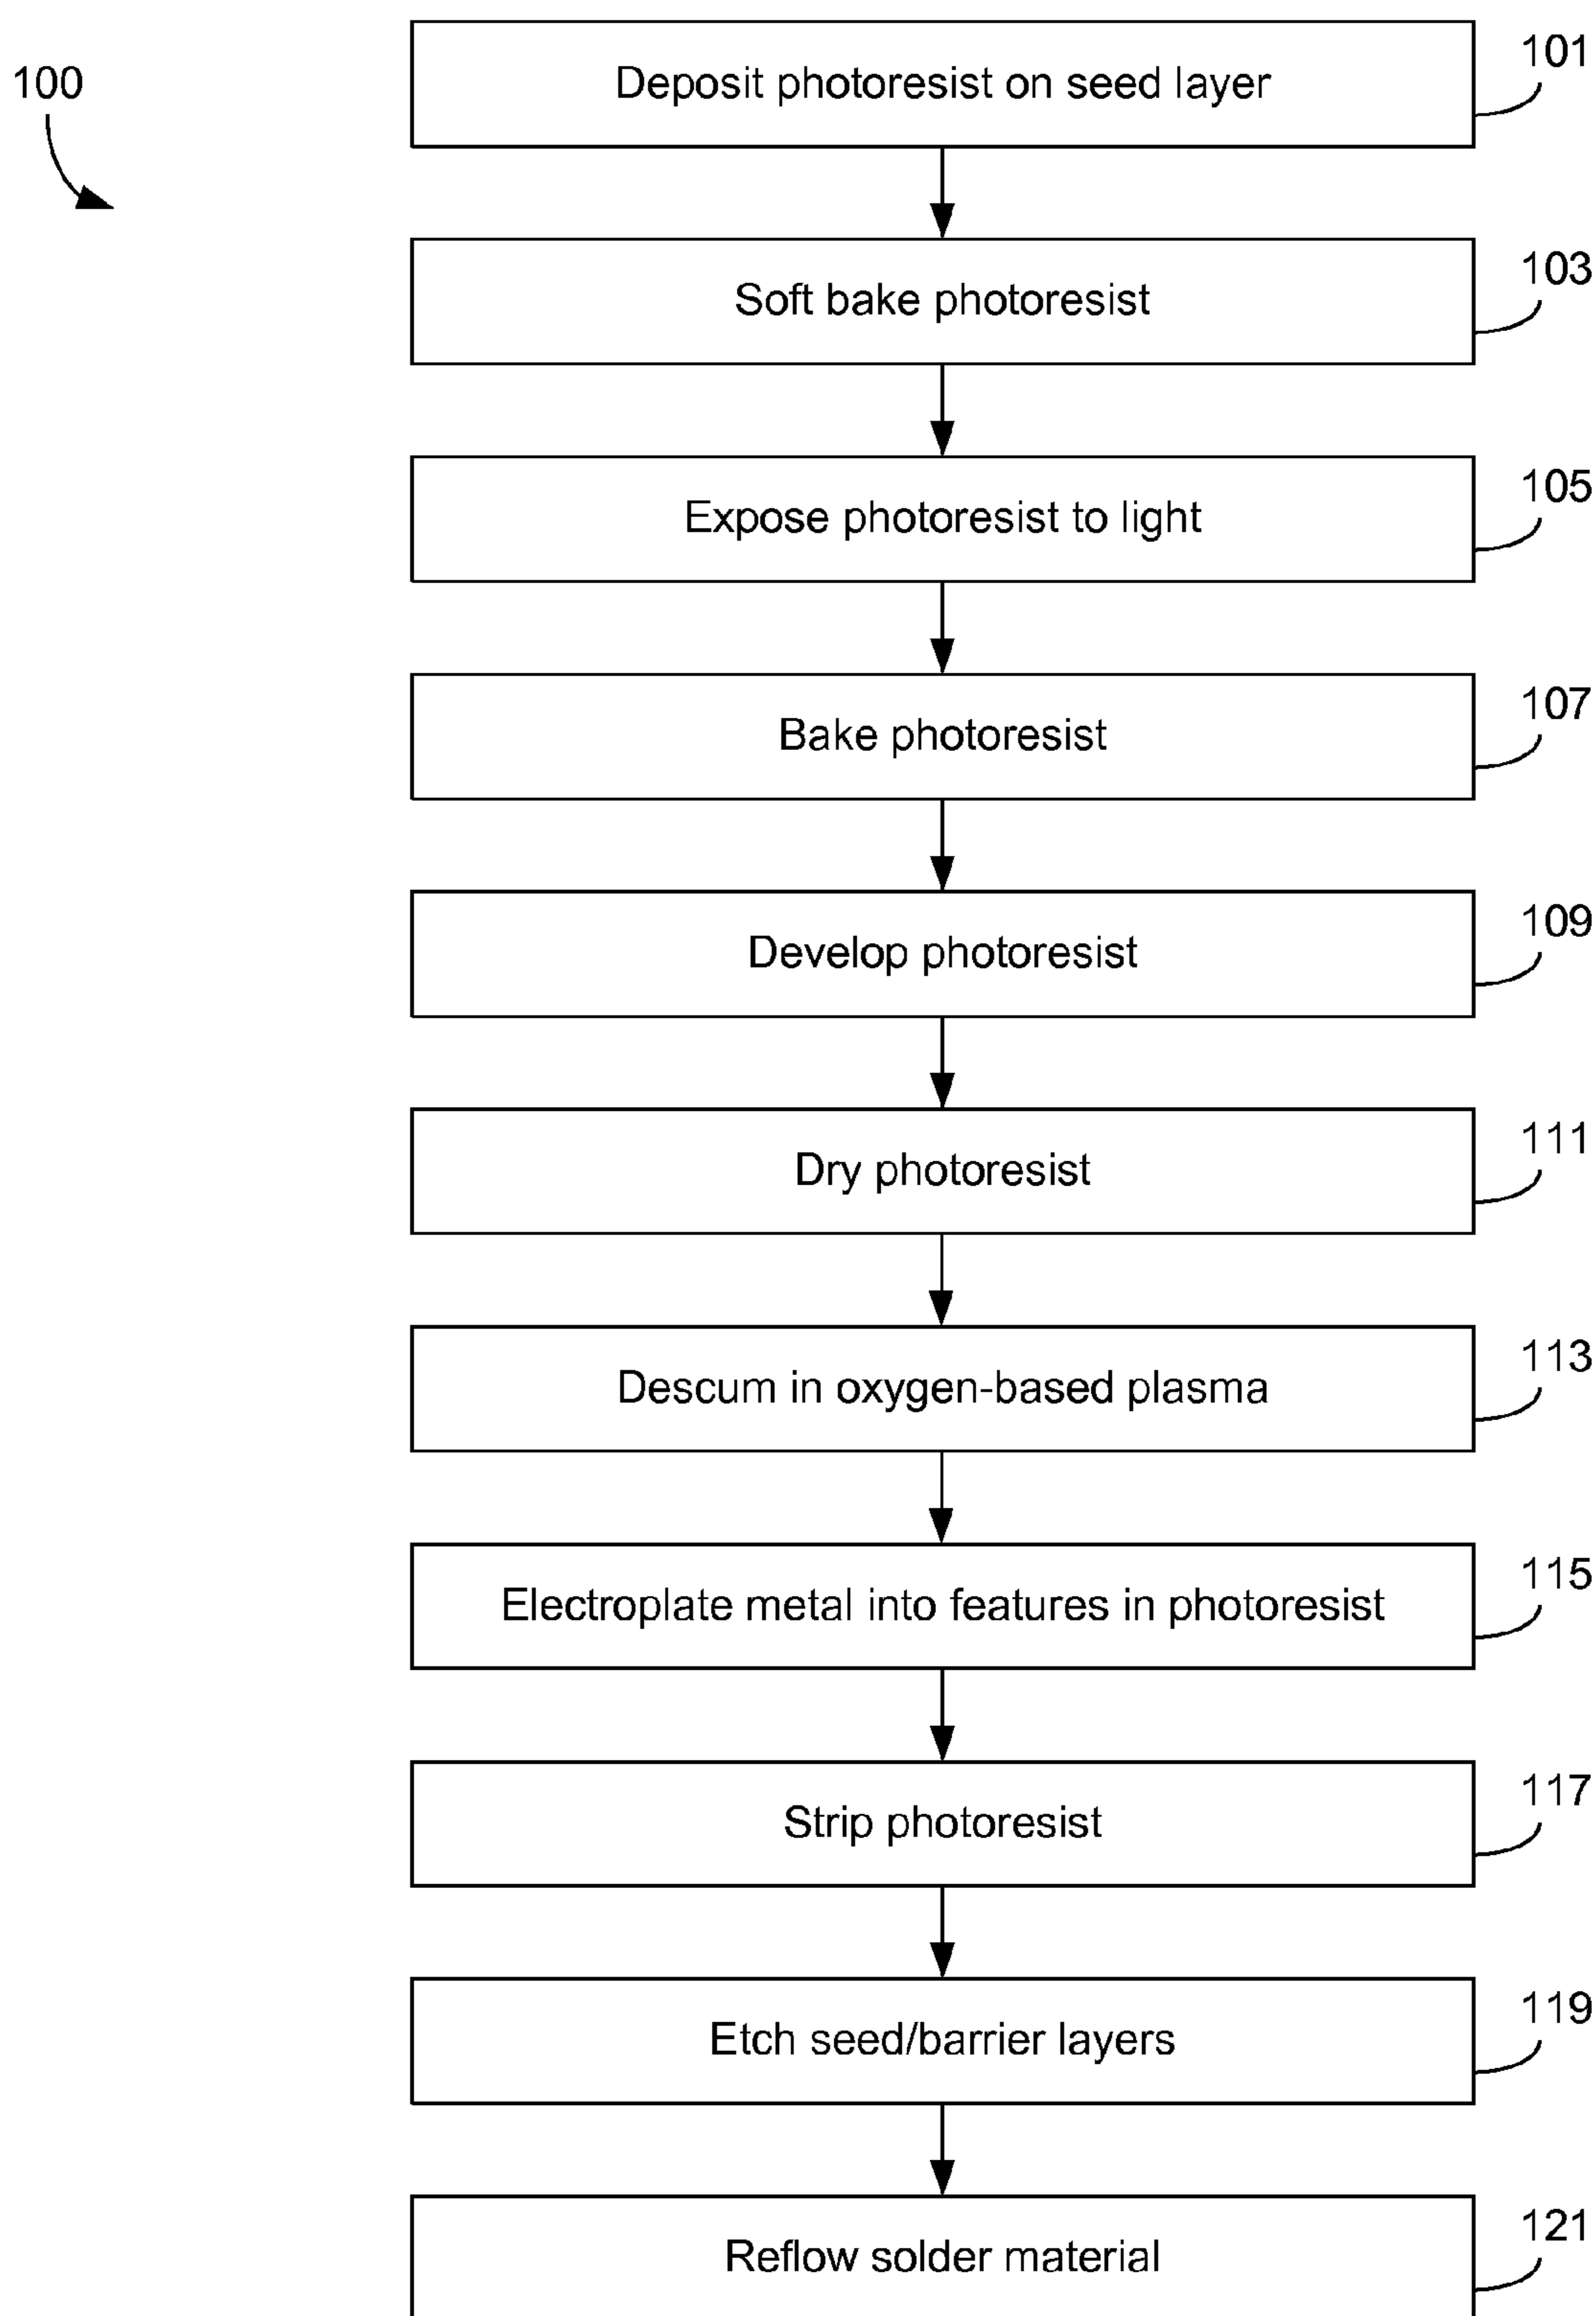 100
Deposit photoresist on seed layer
101
Soft bake photoresist
103
Expose photoresist to light
105
Bake photoresist
107
Develop photoresist
109
Dry photoresist
111
Descum in oxygen-based plasma
113
Electroplate metal into features in photoresist
115
Strip photoresist
117
Etch seed/barrier layers
119
Reflow solder material
121